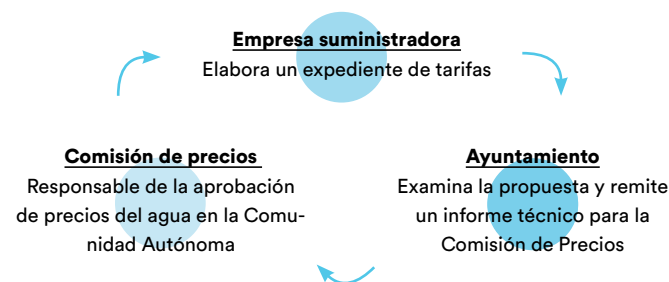 Empresa suministradora
Elabora un expediente de tarifas
Comisión de precios
Responsable de la aprobación
de precios del agua en la Comu-
nidad Autónoma
Ayuntamiento
Examina la propuesta y remite
un informe técnico para la
Comisión de Precios